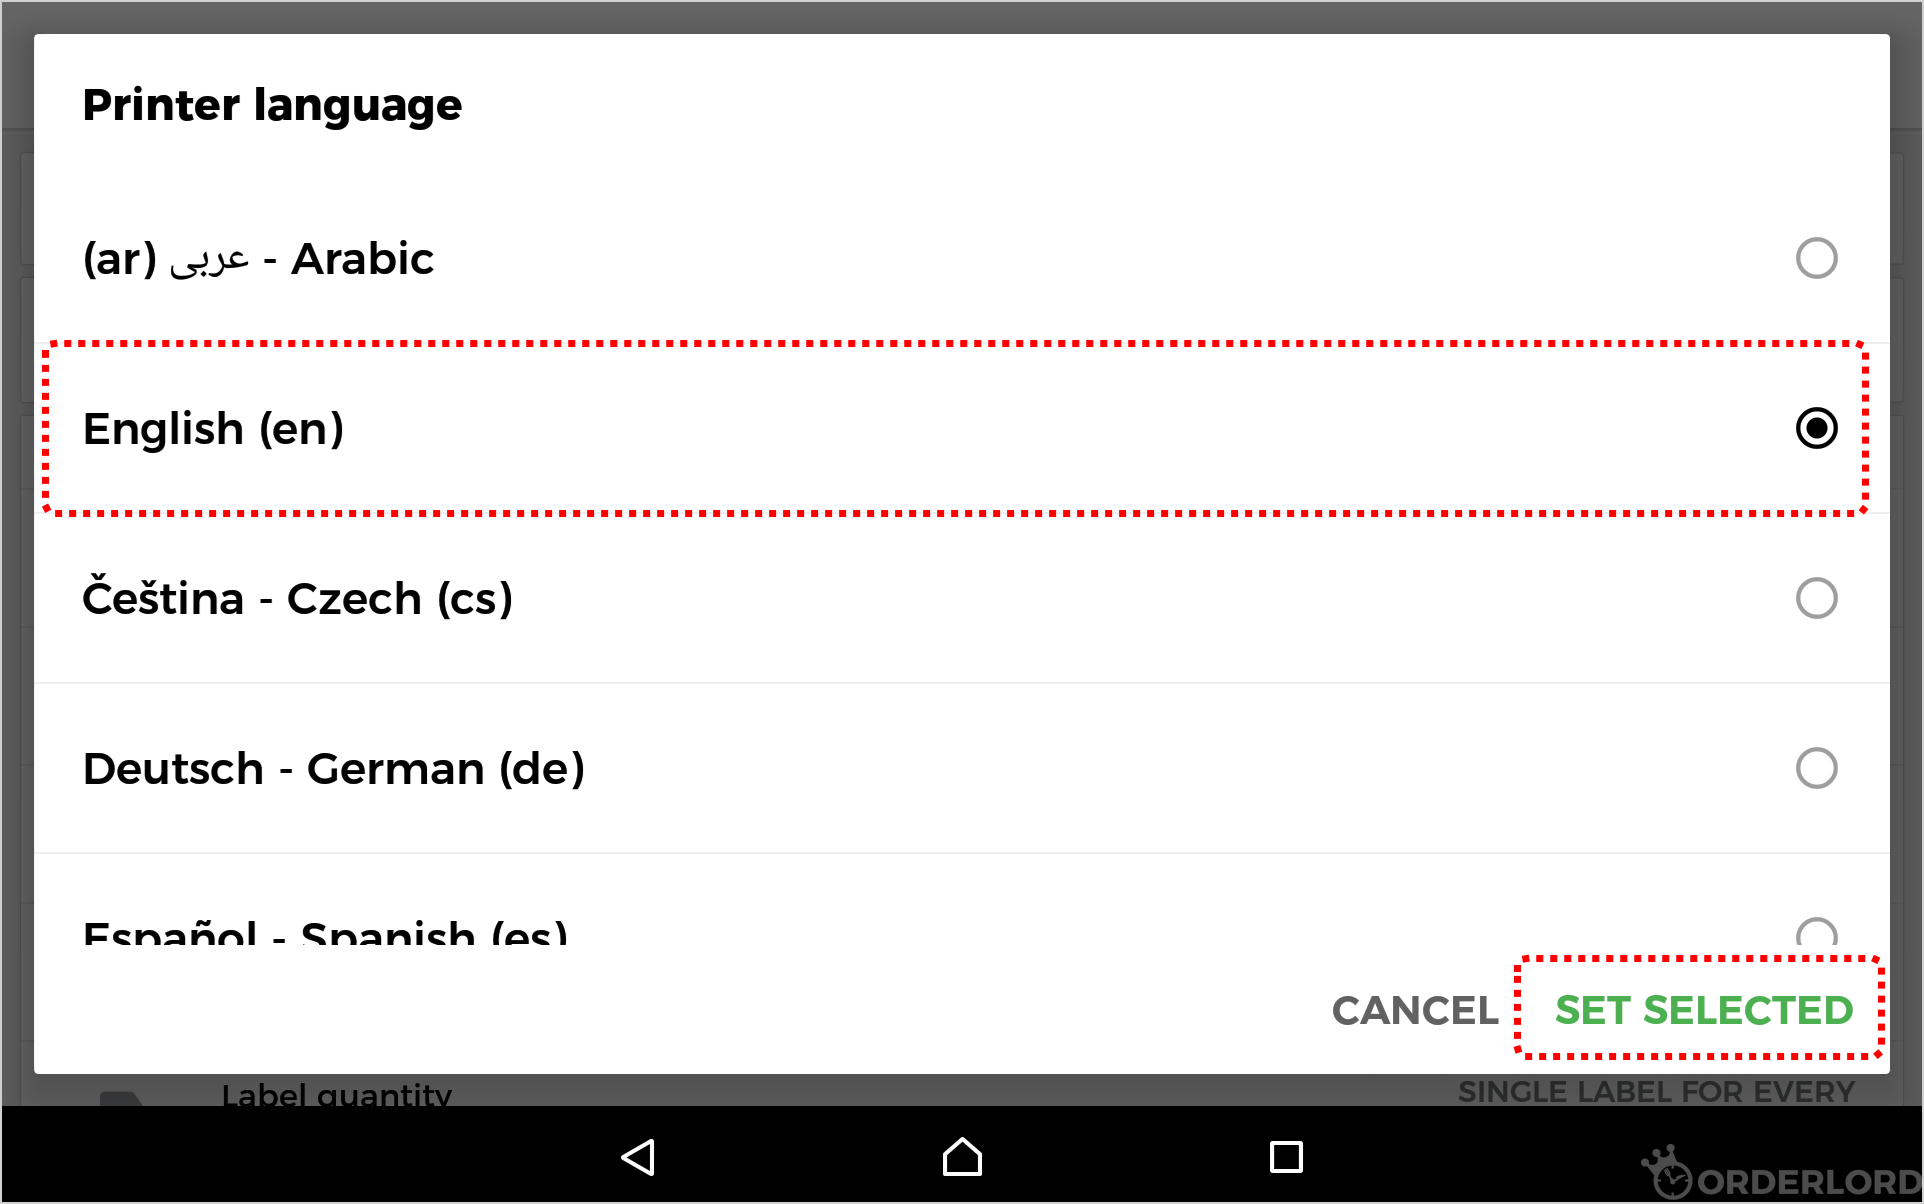 Printer language
(ar) عربى - Arabic
English (en)
Čeština - Czech (cs)
Deutsch - German (de)
Español - Spanish (es)
CANCEL SET SELECTED
Label quantity SINGLE LABEL FOR EVERY
ORDERLORD